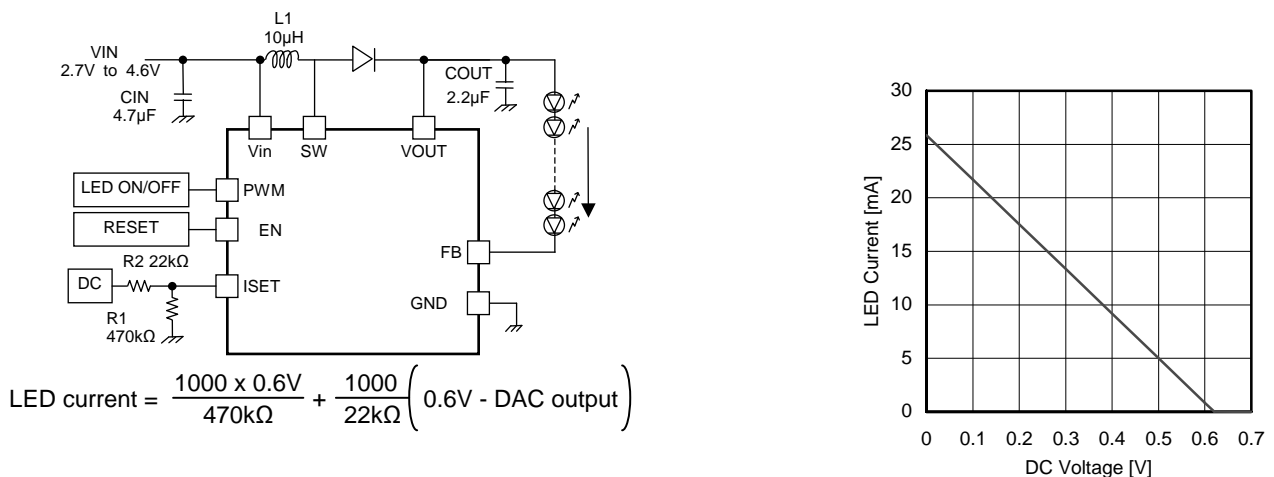 L1
10µH
VIN
2.7V to 4.6V
CIN
4.7µF
COUT
2.2µF
Vin
SW
VOUT
LED ON/OFF
PWM
RESET
EN
FB
R2 22kΩ
DC
ISET
GND
R1
470kΩ
LED current = 1000 x 0.6V / 470kΩ + 1000 / 22kΩ ( 0.6V - DAC output )
30
25
20
15
10
5
0
LED Current [mA]
0 0.1 0.2 0.3 0.4 0.5 0.6 0.7
DC Voltage [V]